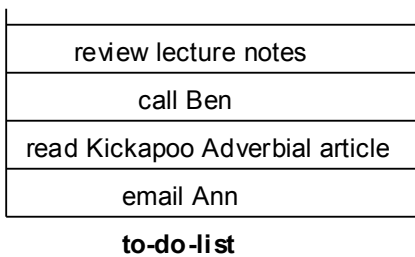 review lecture notes
call Ben
read Kickapoo Adverbial article
email Ann
to-do-list